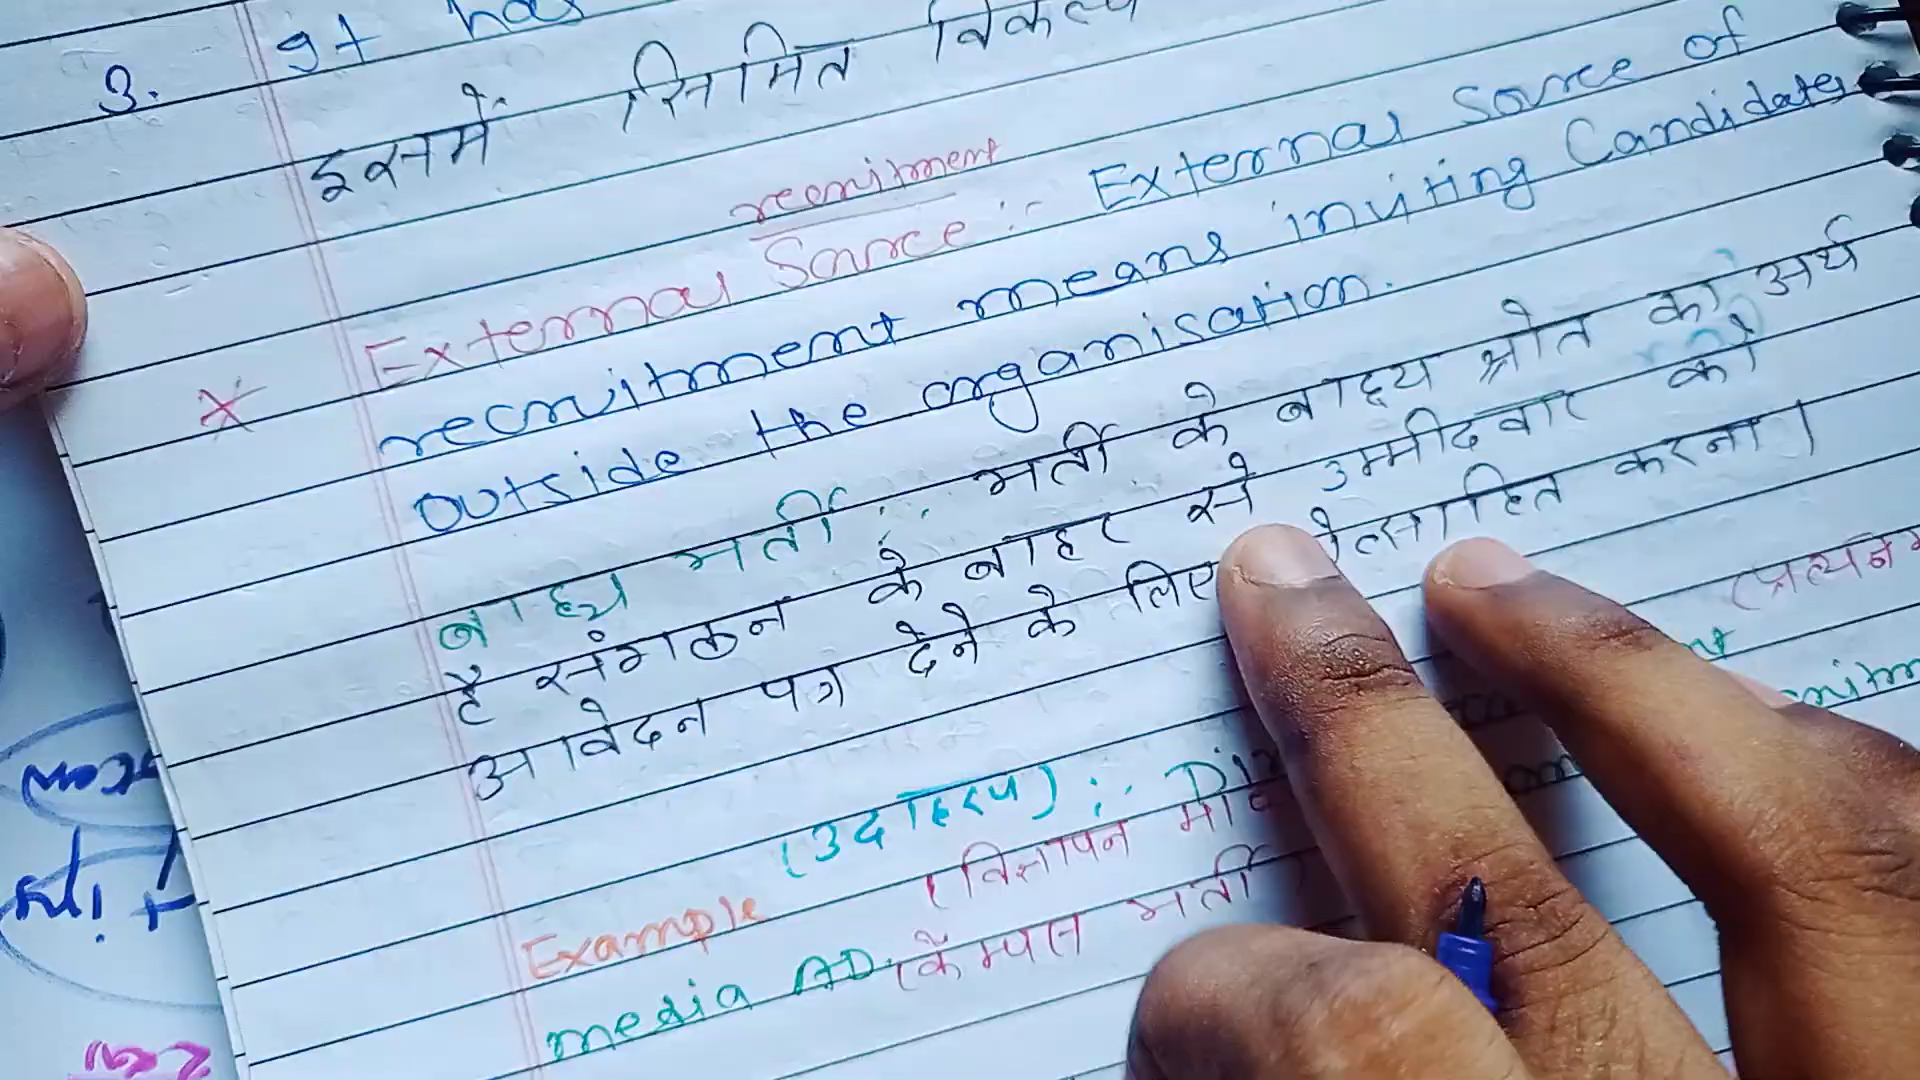 3. It has
इसमें सिमित विकल्प
recruitment
External Source :- External Source of
recruitment means inviting Candidates
outside the organisation.
बाह्य भर्ती :- भर्ती के बाह्य श्रोत का अर्थ
है संगठन के बाहर से उम्मीदवार को
आवेदन पत्र देने के लिए करना।
Example (उदाहरण) :-
(विज्ञापन
media AD.
(कैम्पस भर्ती